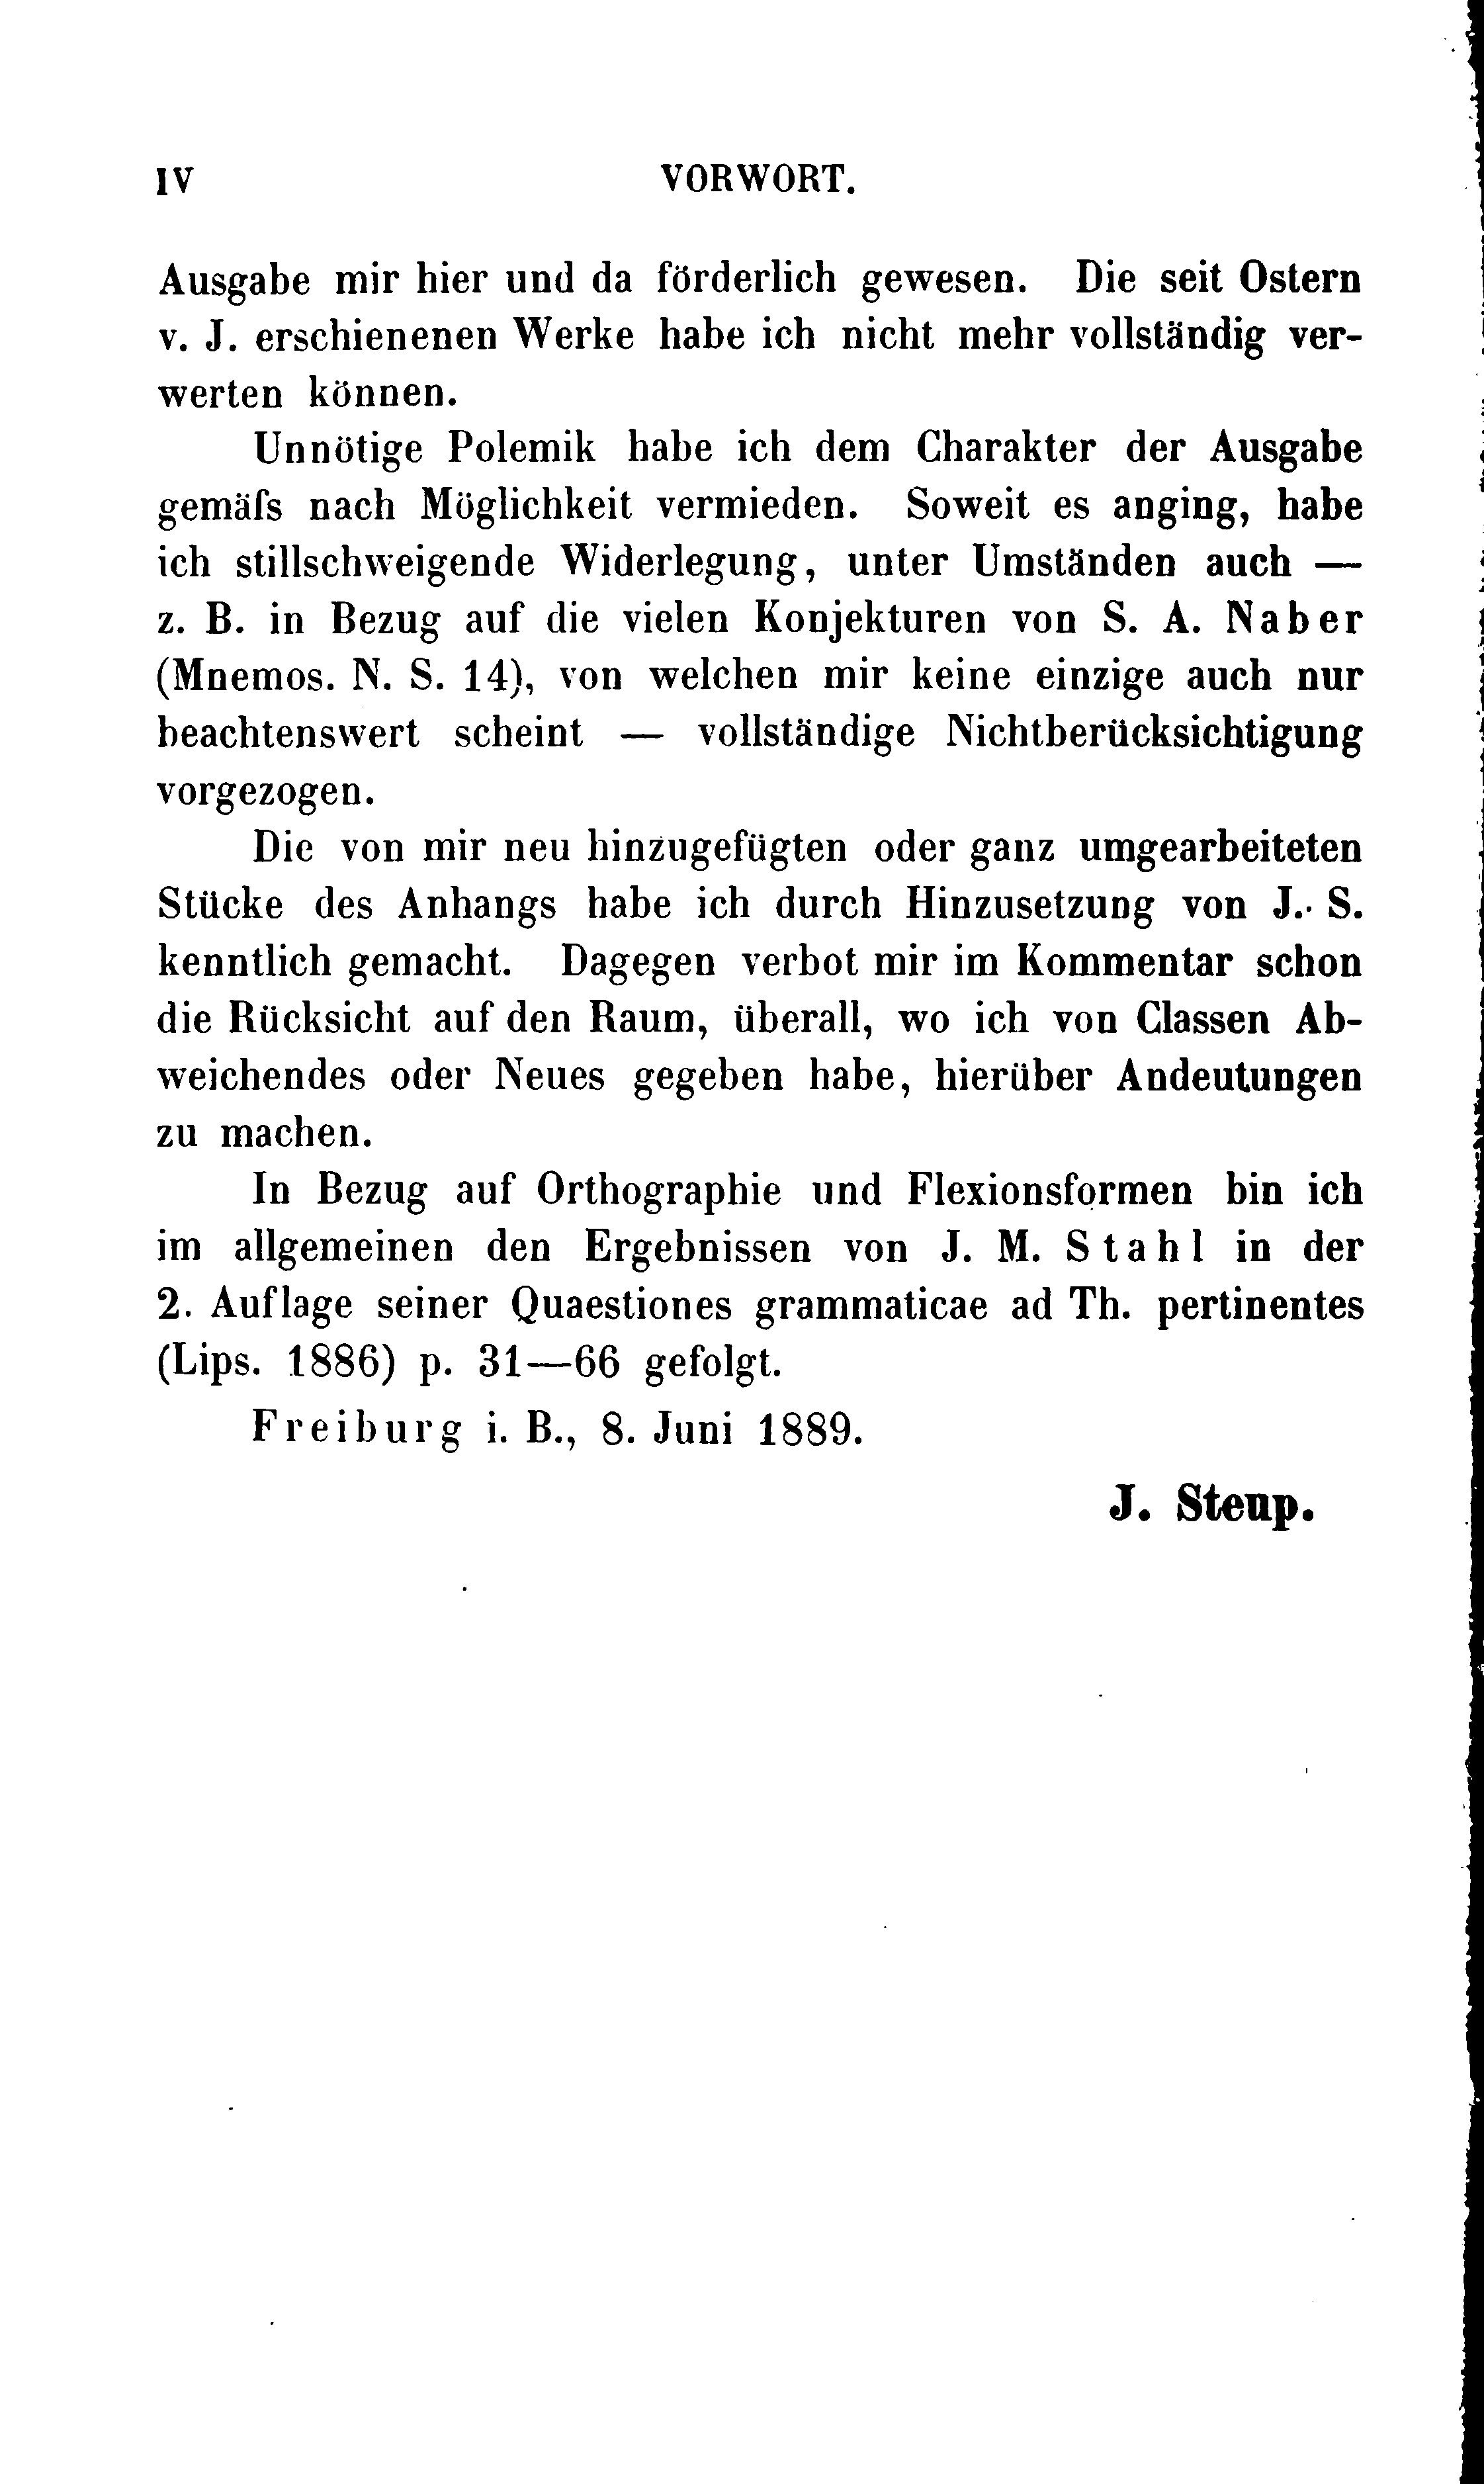 IV VORWORT.
Ausgabe mir hier und da förderlich gewesen. Die seit Ostern
v. J. erschienenen Werke habe ich nicht mehr vollständig ver-
werten können.
Unnötige Polemik habe ich dem Charakter der Ausgabe
gemäſs nach Möglichkeit vermieden. Soweit es anging, habe
ich stillschweigende Widerlegung, unter Umständen auch —
z. B. in Bezug auf die vielen Konjekturen von S. A. Naber
(Mnemos. N. S. 14), von welchen mir keine einzige auch nur
beachtenswert scheint — vollständige Nichtberücksichtigung
vorgezogen.
Die von mir neu hinzugefügten oder ganz umgearbeiteten
Stücke des Anhangs habe ich durch Hinzusetzung von J. S.
kenntlich gemacht. Dagegen verbot mir im Kommentar schon
die Rücksicht auf den Raum, überall, wo ich von Classen Ab-
weichendes oder Neues gegeben habe, hierüber Andeutungen
zu machen.
In Bezug auf Orthographie und Flexionsformen bin ich
im allgemeinen den Ergebnissen von J. M. Stahl in der
2. Auflage seiner Quaestiones grammaticae ad Th. pertinentes
(Lips. 1886) p. 31—66 gefolgt.
Freiburg i. B., 8. Juni 1889.
J. Steup.